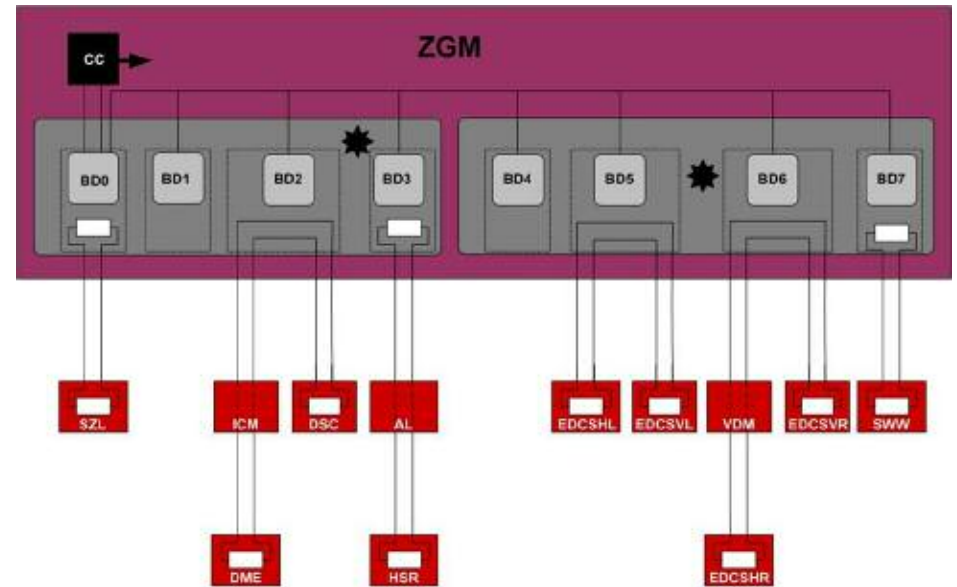 ZGM
CC
BD0
BD1
BD2
BD3
BD4
BD5
BD6
BD7
SZL
ICM
DSC
AL
EDCSHL
EDCSVL
VDM
EDCSVR
SWW
DME
HSR
EDCSHR